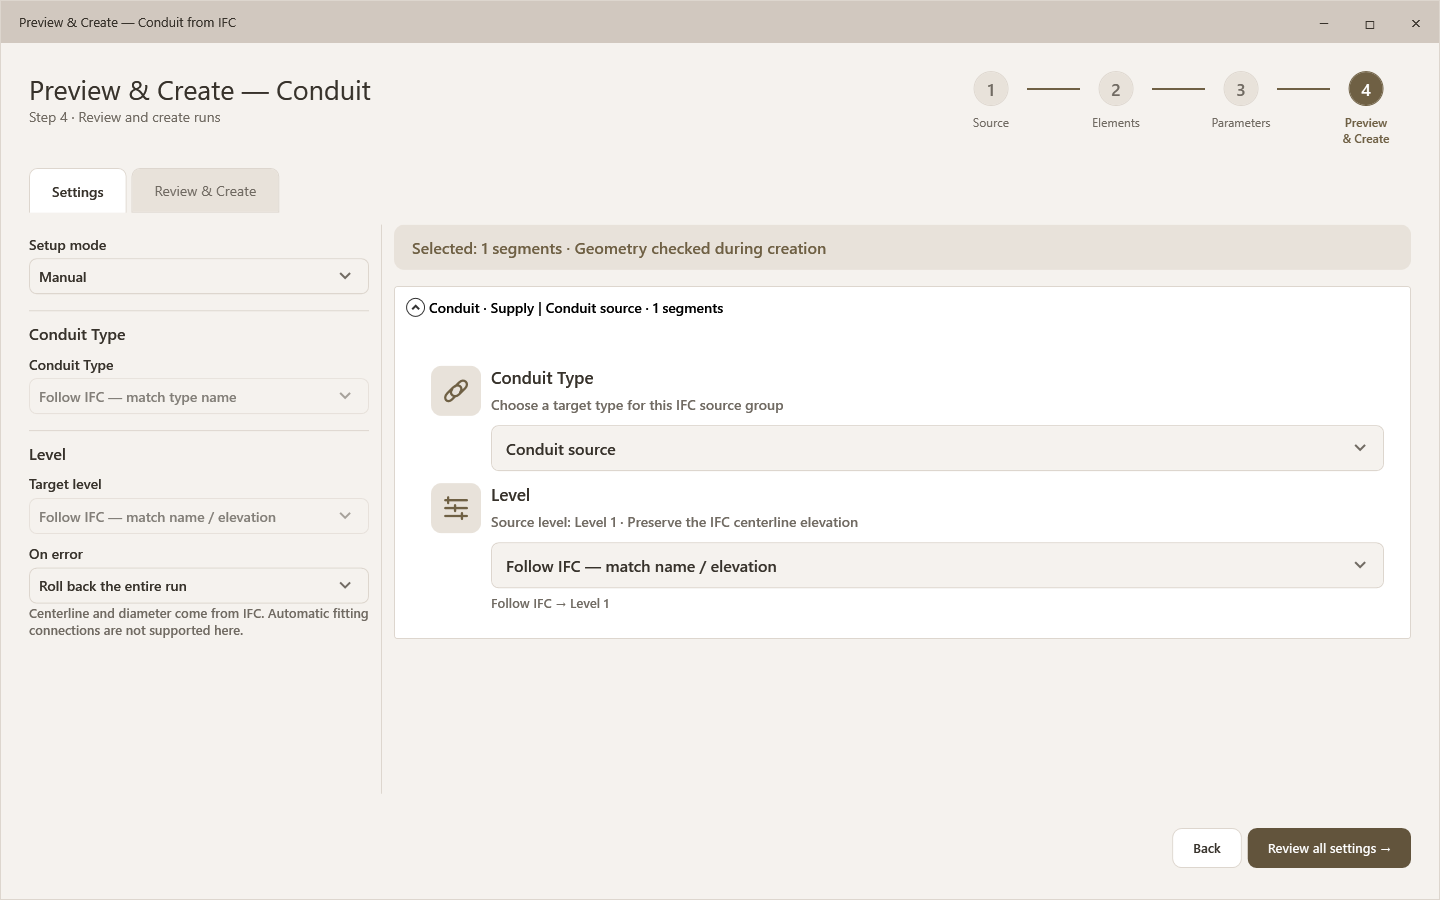 Preview & Create — Conduit from IFC
Preview & Create — Conduit
Step 4 · Review and create runs
1
2
3
4
Source
Elements
Parameters
Preview
& Create
Settings
Review & Create
Setup mode
Manual
Conduit Type
Conduit Type
Follow IFC — match type name
Level
Target level
Follow IFC — match name / elevation
On error
Roll back the entire run
Centerline and diameter come from IFC. Automatic fitting
connections are not supported here.
Selected: 1 segments · Geometry checked during creation
Conduit · Supply | Conduit source · 1 segments
Conduit Type
Choose a target type for this IFC source group
Conduit source
Level
Source level: Level 1 · Preserve the IFC centerline elevation
Follow IFC — match name / elevation
Follow IFC → Level 1
Back
Review all settings →